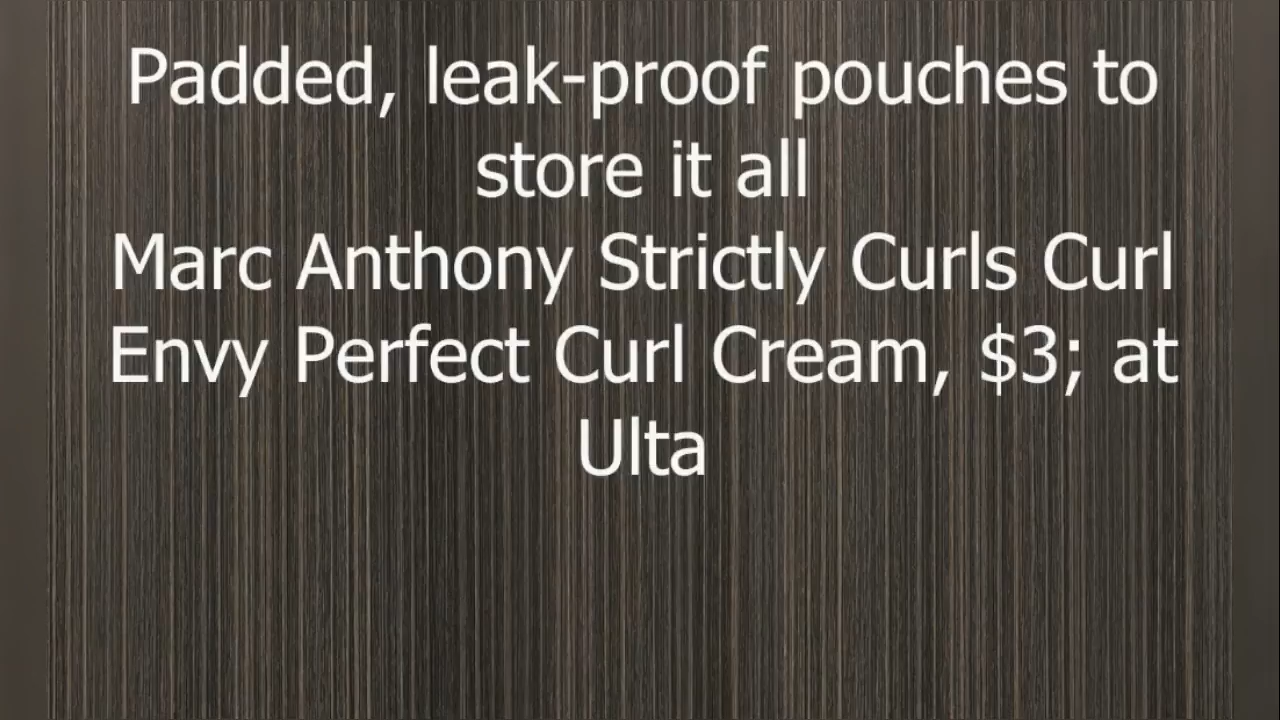 Padded, leak-proof pouches to
store it all
Marc Anthony Strictly Curls Curl
Envy Perfect Curl Cream, $3; at
Ulta